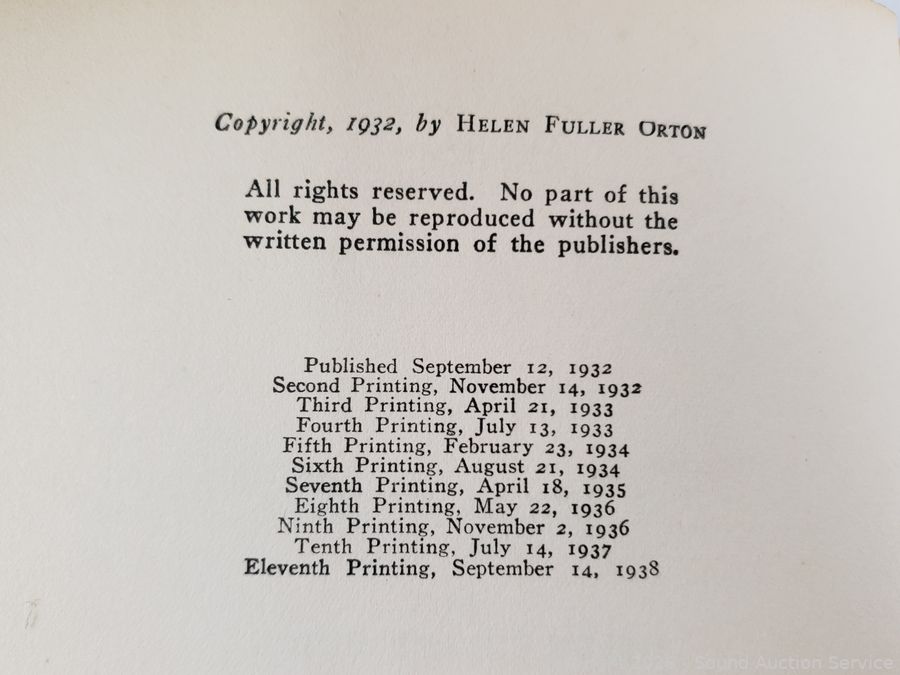 Copyright, 1932, by HELEN FULLER ORTON
All rights reserved. No part of this
work may be reproduced without the
written permission of the publishers.
Published September 12, 1932
Second Printing, November 14, 1932
Third Printing, April 21, 1933
Fourth Printing, July 13, 1933
Fifth Printing, February 23, 1934
Sixth Printing, August 21, 1934
Seventh Printing, April 18, 1935
Eighth Printing, May 22, 1936
Ninth Printing, November 2, 1936
Tenth Printing, July 14, 1937
Eleventh Printing, September 14, 1938
Sound Auction Service